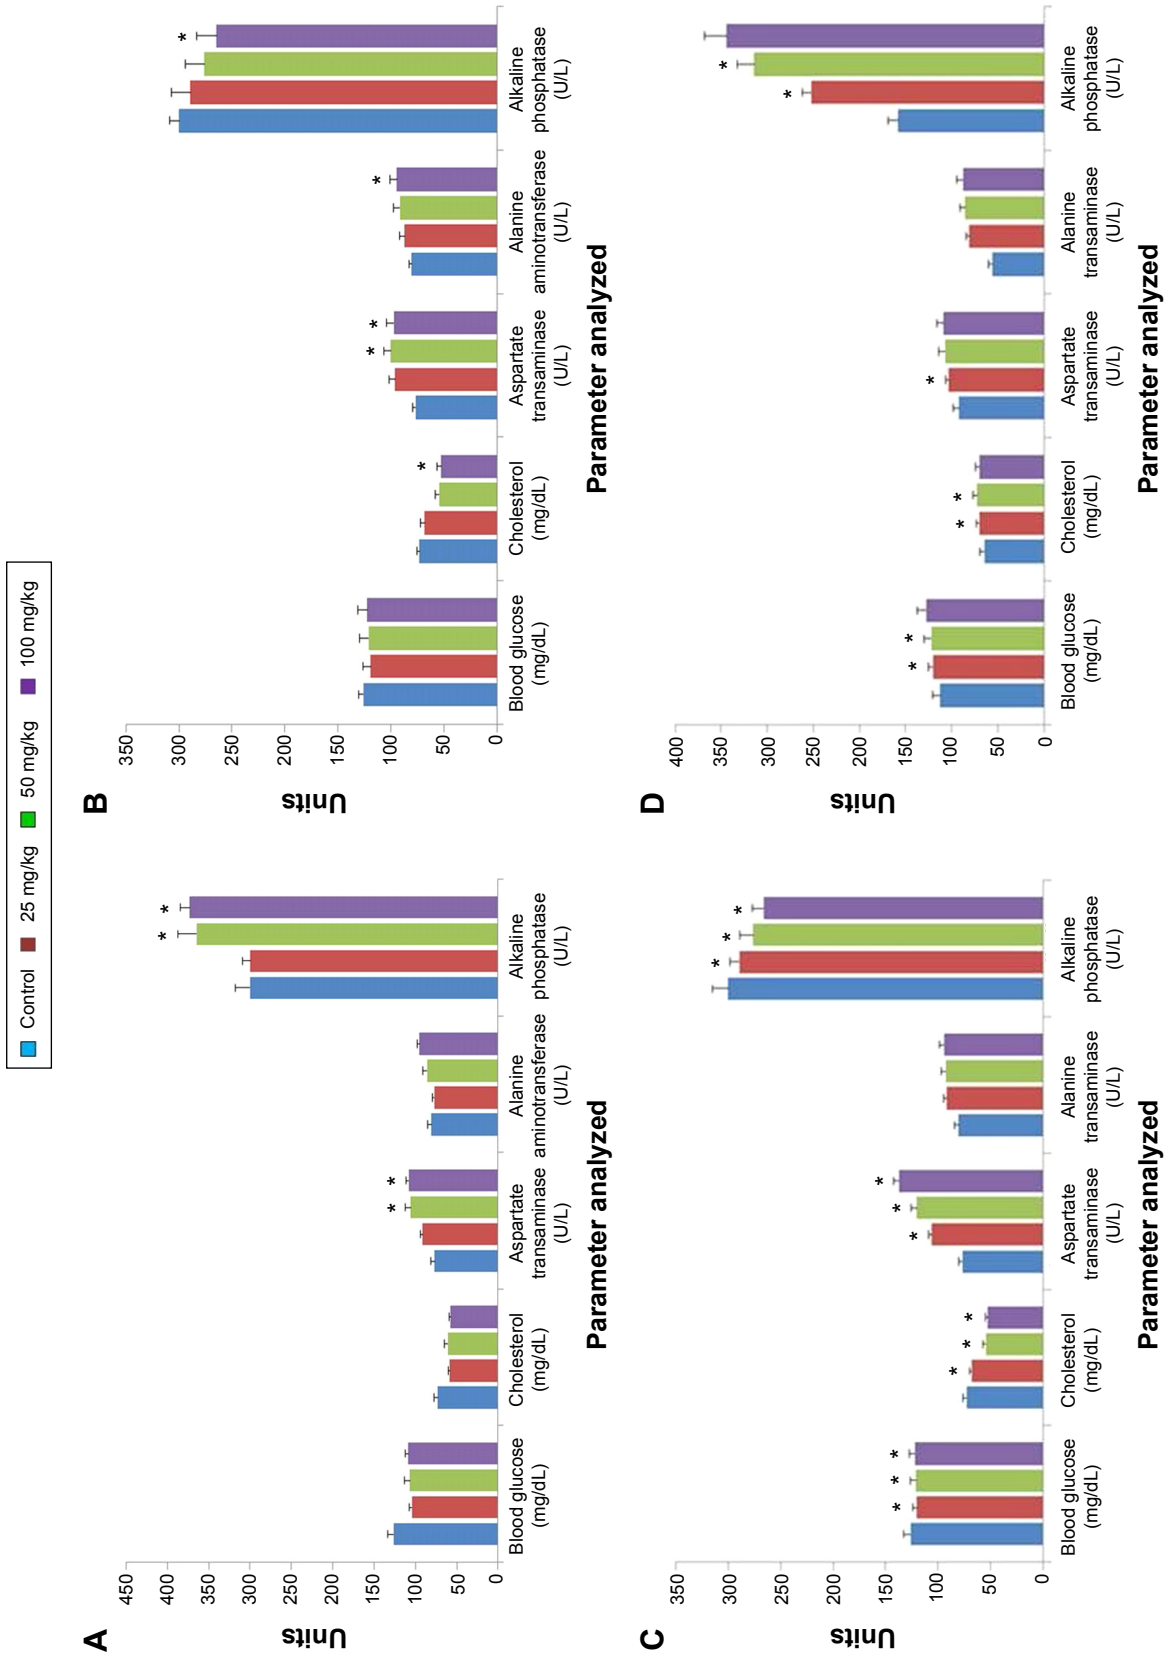 Control 25 mg/kg 50 mg/kg 100 mg/kg
A
Units
450
400
350
300
250
200
150
100
50
0
Blood glucose
(mg/dL)
Cholesterol
(mg/dL)
Aspartate
transaminase
(U/L)
Alanine
aminotransferase
(U/L)
Alkaline
phosphatase
(U/L)
* * * *
Parameter analyzed
B
Units
350
300
250
200
150
100
50
0
Blood glucose
(mg/dL)
Cholesterol
(mg/dL)
Aspartate
transaminase
(U/L)
Alanine
aminotransferase
(U/L)
Alkaline
phosphatase
(U/L)
* * * * *
Parameter analyzed
C
Units
350
300
250
200
150
100
50
0
Blood glucose
(mg/dL)
Cholesterol
(mg/dL)
Aspartate
transaminase
(U/L)
Alanine
transaminase
(U/L)
Alkaline
phosphatase
(U/L)
* * * * * * * * * * * *
Parameter analyzed
D
Units
400
350
300
250
200
150
100
50
0
Blood glucose
(mg/dL)
Cholesterol
(mg/dL)
Aspartate
transaminase
(U/L)
Alanine
transaminase
(U/L)
Alkaline
phosphatase
(U/L)
* * * * * * *
Parameter analyzed